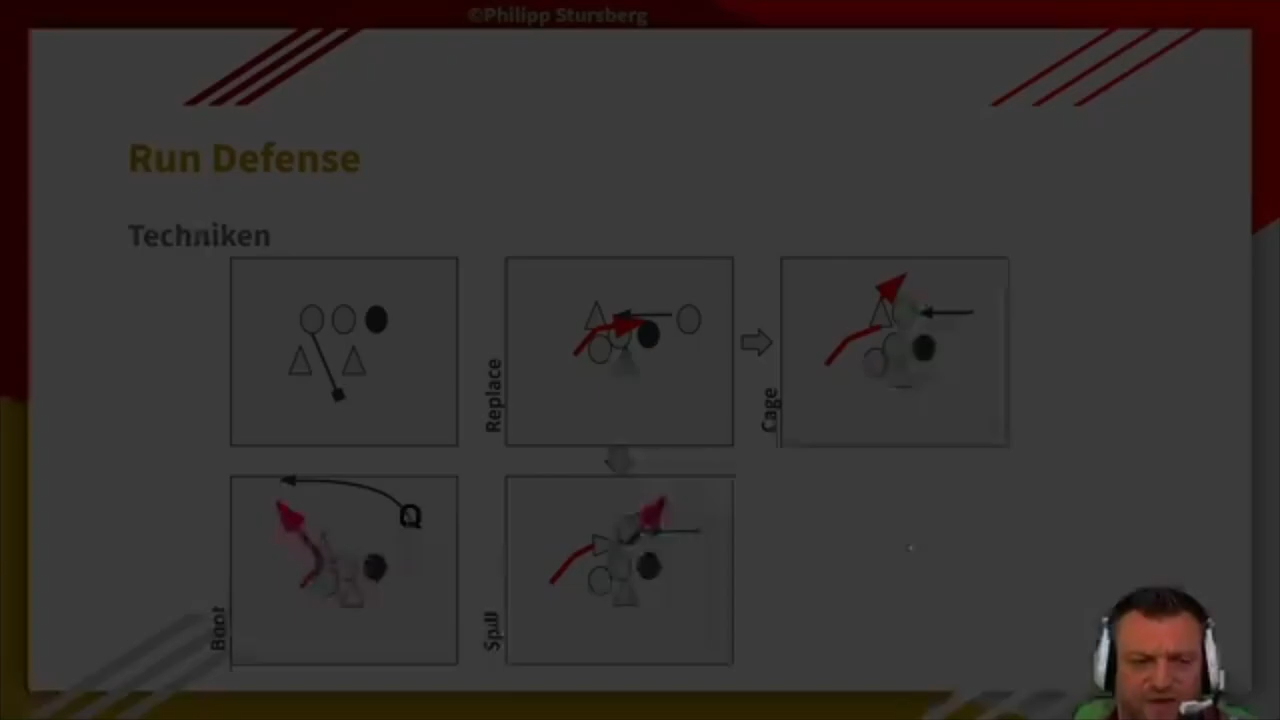 ©Philipp Stursberg
Run Defense
Techniken
Replace
Cage
Q
Boot
Spill